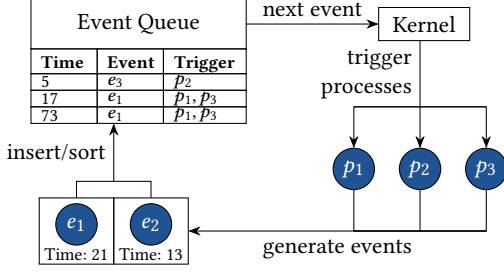 Event Queue
Time Event Trigger
5 e3 p2
17 e1 p1, p3
73 e1 p1, p3
next event
Kernel
trigger
processes
p1 p2 p3
generate events
insert/sort
e1 e2
Time: 21 Time: 13